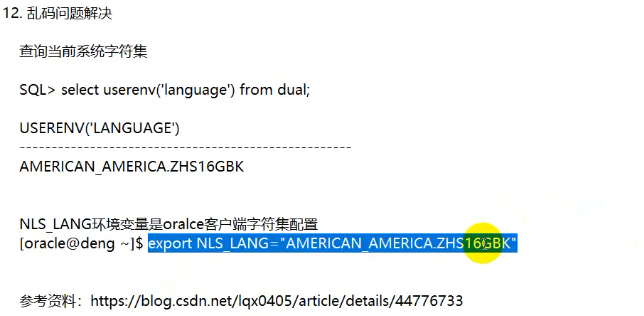 12. 乱码问题解决
查询当前系统字符集
SQL> select userenv('language') from dual;
USERENV('LANGUAGE')
----------------------------------------------------
AMERICAN_AMERICA.ZHS16GBK
NLS_LANG环境变量是oralce客户端字符集配置
[oracle@deng ~]$ export NLS_LANG="AMERICAN_AMERICA.ZHS16GBK"
参考资料：https://blog.csdn.net/lqx0405/article/details/44776733